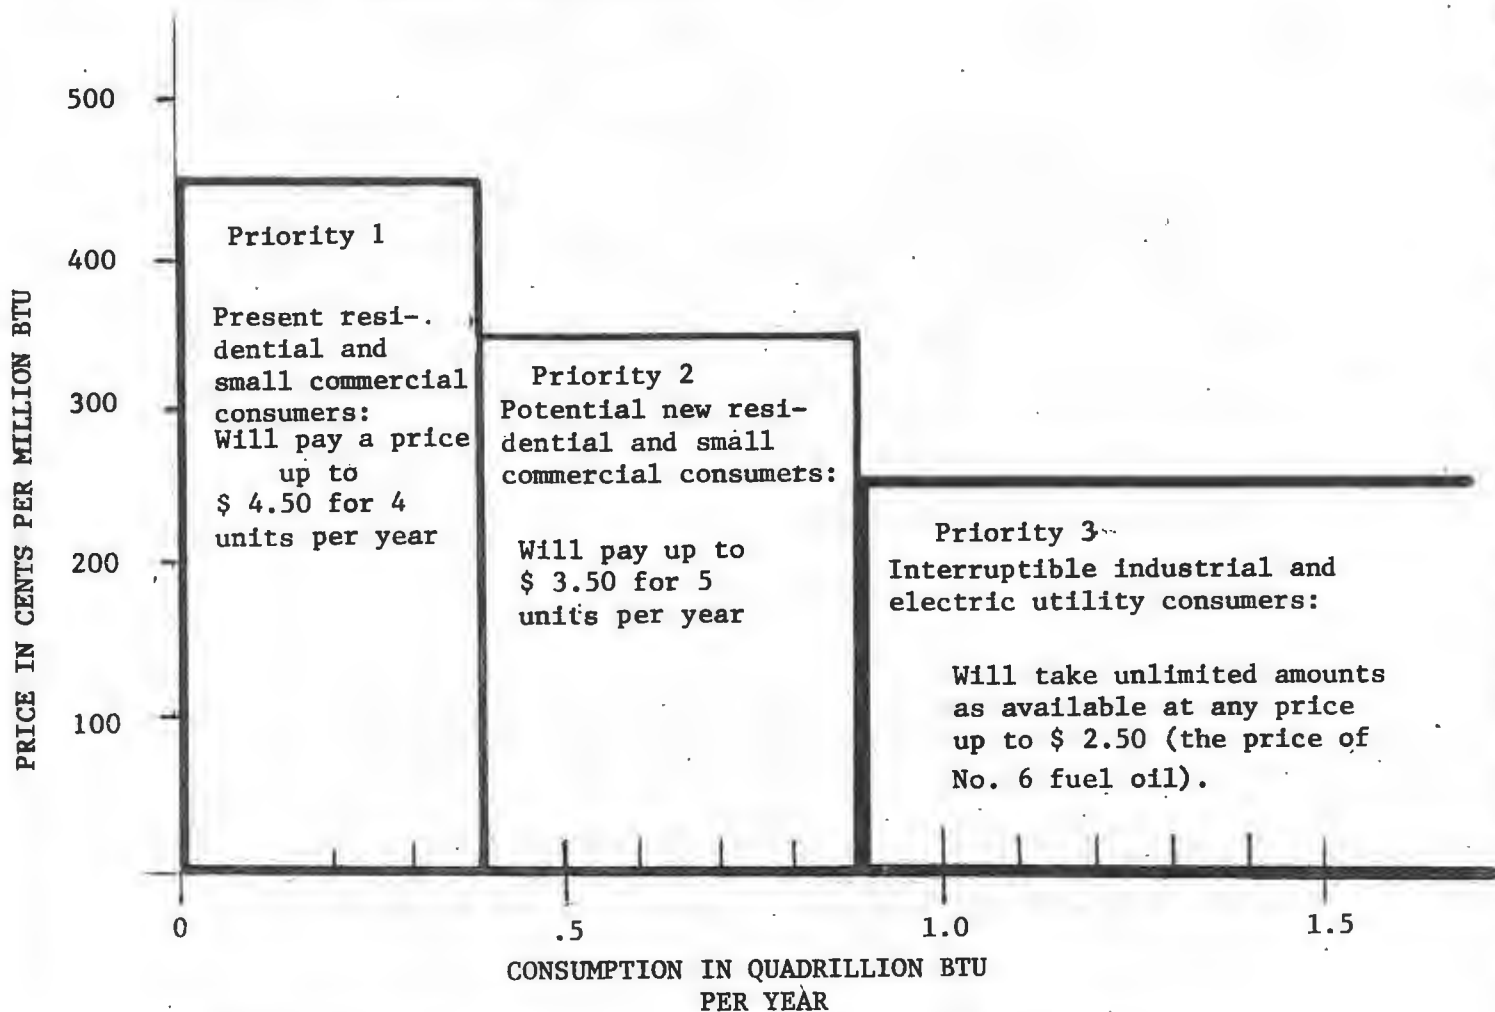 500
400
300
200
100
PRICE IN CENTS PER MILLION BTU
Priority 1
Present resi-
dential and
small commercial
consumers:
Will pay a price
up to
$ 4.50 for 4
units per year
Priority 2
Potential new resi-
dential and small
commercial consumers:
Will pay up to
$ 3.50 for 5
units per year
Priority 3
Interruptible industrial and
electric utility consumers:
Will take unlimited amounts
as available at any price
up to $ 2.50 (the price of
No. 6 fuel oil).
0 .5 1.0 1.5
CONSUMPTION IN QUADRILLION BTU
PER YEAR